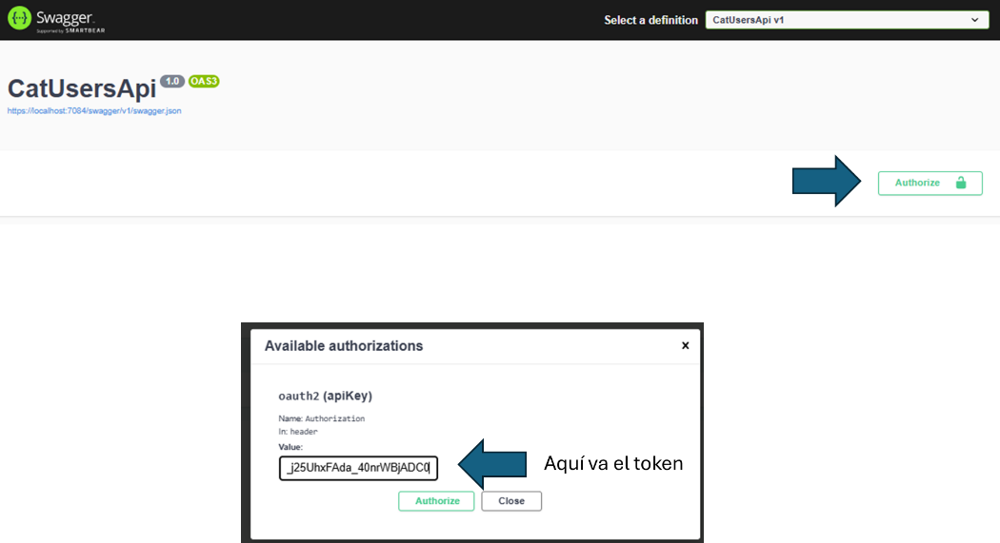 Swagger.
Supported by SMARTBEAR
Select a definition
CatUsersApi v1
CatUsersApi 1.0 OAS3
https://localhost:7084/swagger/v1/swagger.json
Authorize
Available authorizations
×
oauth2 (apiKey)
Name: Authorization
In: header
Value:
_j25UhxFAda_40nrWBjADC0
Aquí va el token
Authorize
Close